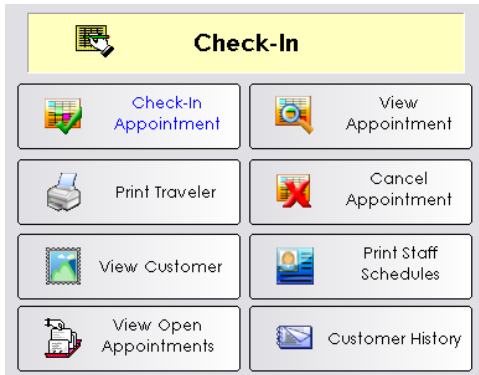 Check-In
Check-In
Appointment
View
Appointment
Print Traveler
Cancel
Appointment
View Customer
Print Staff
Schedules
View Open
Appointments
Customer History